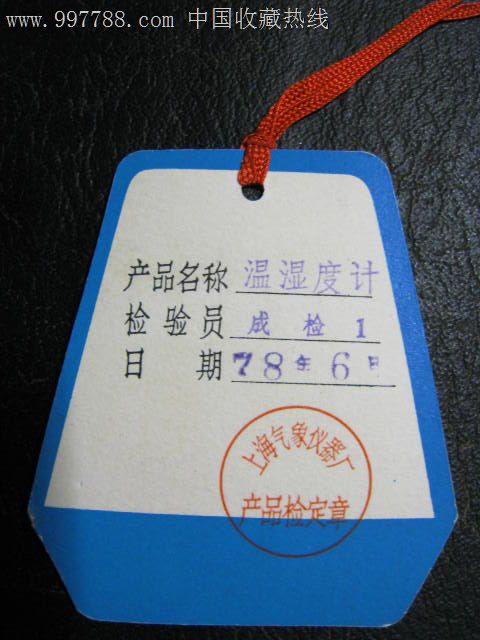 www.997788.com 中国收藏热线
产品名称 温湿度计
检验员 成检1
日期 78年6月
上海气象仪器厂
产品检定章